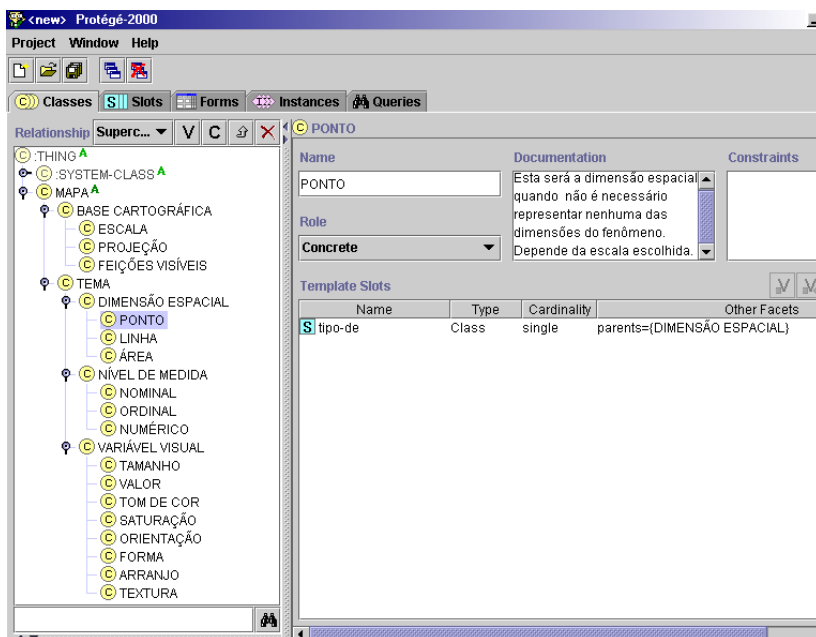 <new> Protégé-2000
Project Window Help
Classes S Slots Forms Instances Queries
Relationship Superc... V C
:THING A
:SYSTEM-CLASS A
MAPA A
BASE CARTOGRÁFICA
ESCALA
PROJEÇÃO
FEIÇÕES VISÍVEIS
TEMA
DIMENSÃO ESPACIAL
PONTO
LINHA
ÁREA
NÍVEL DE MEDIDA
NOMINAL
ORDINAL
NUMÉRICO
VARIÁVEL VISUAL
TAMANHO
VALOR
TOM DE COR
SATURAÇÃO
ORIENTAÇÃO
FORMA
ARRANJO
TEXTURA
C PONTO
Name
PONTO
Role
Concrete
Documentation
Esta será a dimensão espacial
quando não é necessário
representar nenhuma das
dimensões do fenômeno.
Depende da escala escolhida.
Constraints
Template Slots
Name Type Cardinality Other Facets
S tipo-de Class single parents={DIMENSÃO ESPACIAL}